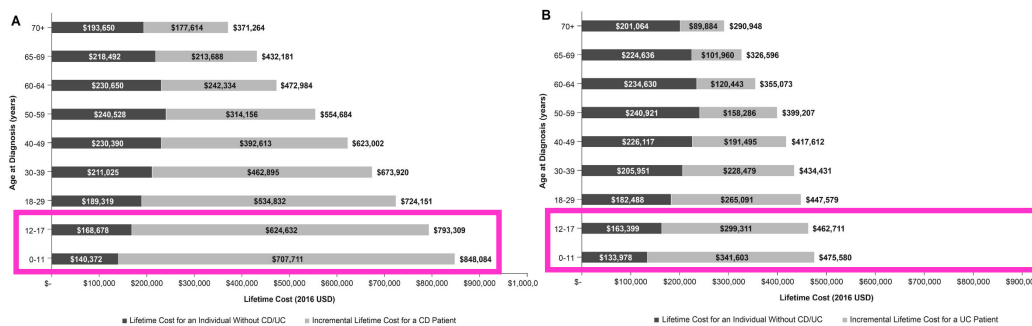 A
Age at Diagnosis (years)
70+ $193,650 $177,614 $371,264
65-69 $218,492 $213,688 $432,181
60-64 $230,650 $242,334 $472,984
50-59 $240,528 $314,156 $554,684
40-49 $230,390 $392,613 $623,002
30-39 $211,025 $462,895 $673,920
18-29 $189,319 $534,832 $724,151
12-17 $168,678 $624,632 $793,309
0-11 $140,372 $707,711 $848,084
$- $100,000 $200,000 $300,000 $400,000 $500,000 $600,000 $700,000 $800,000 $900,000 $1,000,0
Lifetime Cost (2016 USD)
Lifetime Cost for an Individual Without CD/UC Incremental Lifetime Cost for a CD Patient
B
Age at Diagnosis (years)
70+ $201,064 $89,884 $290,948
65-69 $224,636 $101,960 $326,596
60-64 $234,630 $120,443 $355,073
50-59 $240,921 $158,286 $399,207
40-49 $226,117 $191,495 $417,612
30-39 $205,951 $228,479 $434,431
18-29 $182,488 $265,091 $447,579
12-17 $163,399 $299,311 $462,711
0-11 $133,978 $341,603 $475,580
$- $100,000 $200,000 $300,000 $400,000 $500,000 $600,000 $700,000 $800,000 $900,000
Lifetime Cost (2016 USD)
Lifetime Cost for an Individual Without CD/UC Incremental Lifetime Cost for a UC Patient